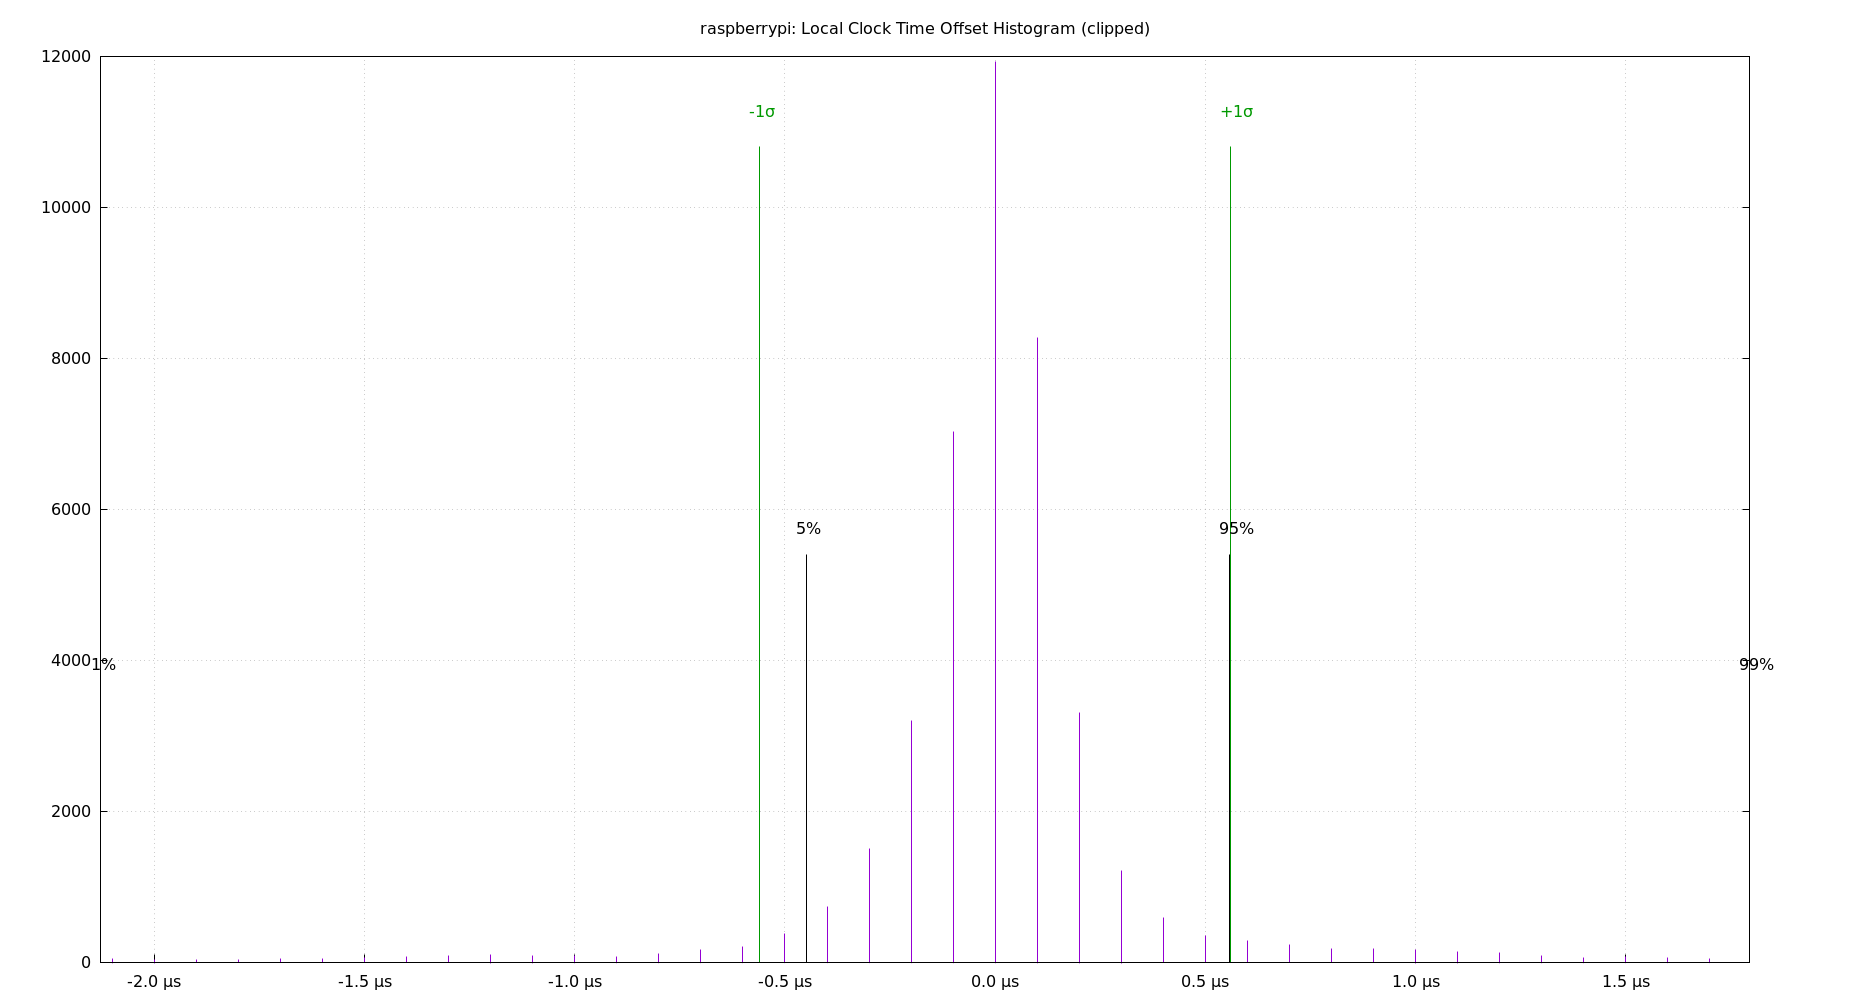 raspberrypi: Local Clock Time Offset Histogram (clipped)
12000
-1σ
+1σ
10000
8000
6000
5%
95%
4000
1%
99%
2000
0
-2.0 μs
-1.5 μs
-1.0 μs
-0.5 μs
0.0 μs
0.5 μs
1.0 μs
1.5 μs